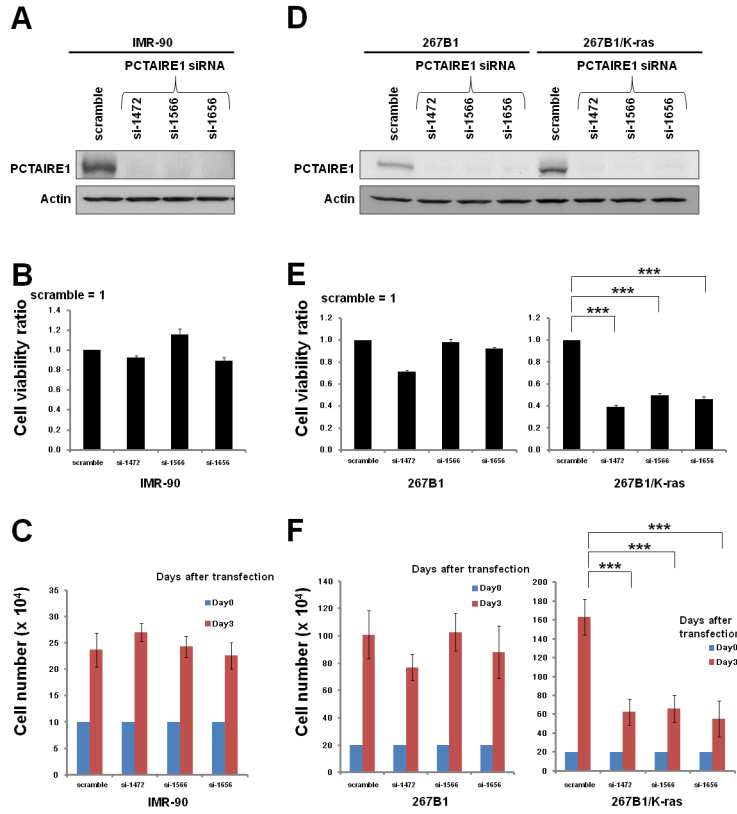 A
IMR-90
PCTAIRE1 siRNA
scramble
si-1472
si-1566
si-1656
PCTAIRE1
Actin
D
267B1
267B1/K-ras
PCTAIRE1 siRNA
PCTAIRE1 siRNA
scramble
si-1472
si-1566
si-1656
scramble
si-1472
si-1566
si-1656
PCTAIRE1
Actin
B
scramble = 1
Cell viability ratio
1.4
1.2
1.0
0.8
0.6
0.4
0.2
0.0
scramble
si-1472
si-1566
si-1656
IMR-90
E
scramble = 1
Cell viability ratio
1.2
1.0
0.8
0.6
0.4
0.2
0.0
scramble
si-1472
si-1566
si-1656
267B1
***
***
***
1.2
1.0
0.8
0.6
0.4
0.2
0.0
scramble
si-1472
si-1566
si-1656
267B1/K-ras
C
Days after transfection
Day0
Day3
Cell number (x 10⁴)
35
30
25
20
15
10
5
0
scramble
si-1472
si-1566
si-1656
IMR-90
F
Days after transfection
Day0
Day3
Cell number (x 10⁴)
140
120
100
80
60
40
20
0
scramble
si-1472
si-1566
si-1656
267B1
***
***
***
Days after
transfection
Day0
Day3
200
180
160
140
120
100
80
60
40
20
0
scramble
si-1472
si-1566
si-1656
267B1/K-ras